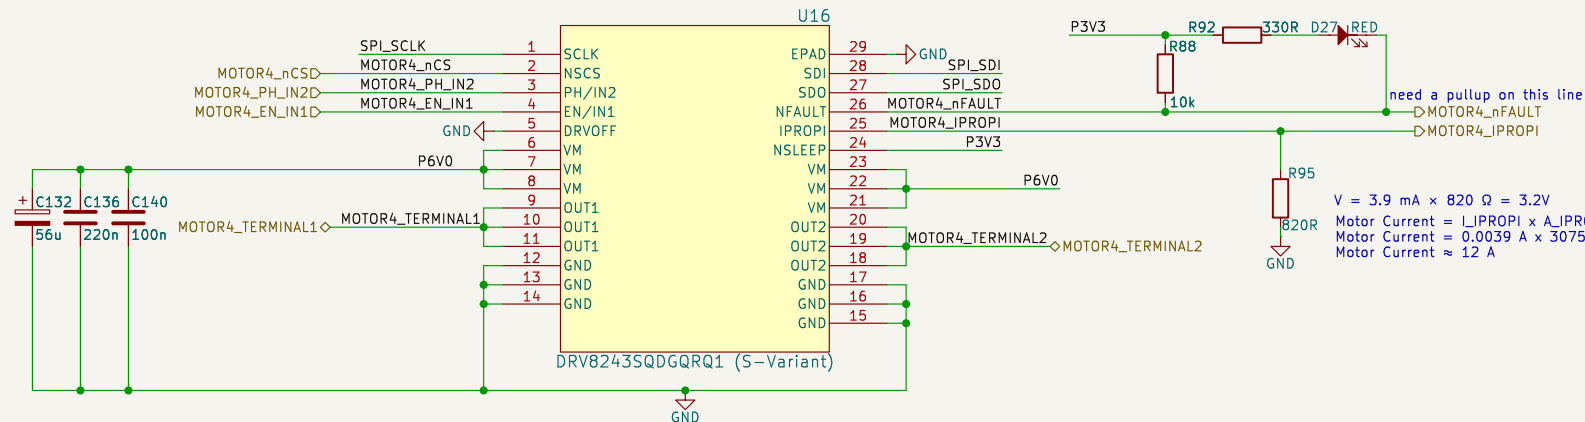 U16
P3V3 R92 330R D27 RED
SPI_SCLK 1 SCLK EPAD 29 GND R88
MOTOR4_nCS MOTOR4_nCS 2 NSCS SDI 28 SPI_SDI
MOTOR4_PH_IN2 MOTOR4_PH_IN2 3 PH/IN2 SDO 27 SPI_SDO
10k need a pullup on this line
MOTOR4_EN_IN1 MOTOR4_EN_IN1 4 EN/IN1 NFAULT 26 MOTOR4_nFAULT MOTOR4_nFAULT
GND 5 DRVOFF IPROPI 25 MOTOR4_IPROPI MOTOR4_IPROPI
6 VM NSLEEP 24 P3V3
P6V0 7 VM VM 23
8 VM VM 22 P6V0
R95
820R
+ C132 C136 C140 9 OUT1 VM 21
V = 3.9 mA × 820 Ω = 3.2V
56u 220n 100n
MOTOR4_TERMINAL1 MOTOR4_TERMINAL1 10 OUT1 OUT2 20
Motor Current = I_IPROPI x A_IPR
11 OUT1 OUT2 19 MOTOR4_TERMINAL2 MOTOR4_TERMINAL2
Motor Current = 0.0039 A x 3075
12 GND OUT2 18 GND
Motor Current ≈ 12 A
13 GND GND 17
14 GND GND 16
GND 15
DRV8243SQDGQRQ1 (S-Variant)
GND